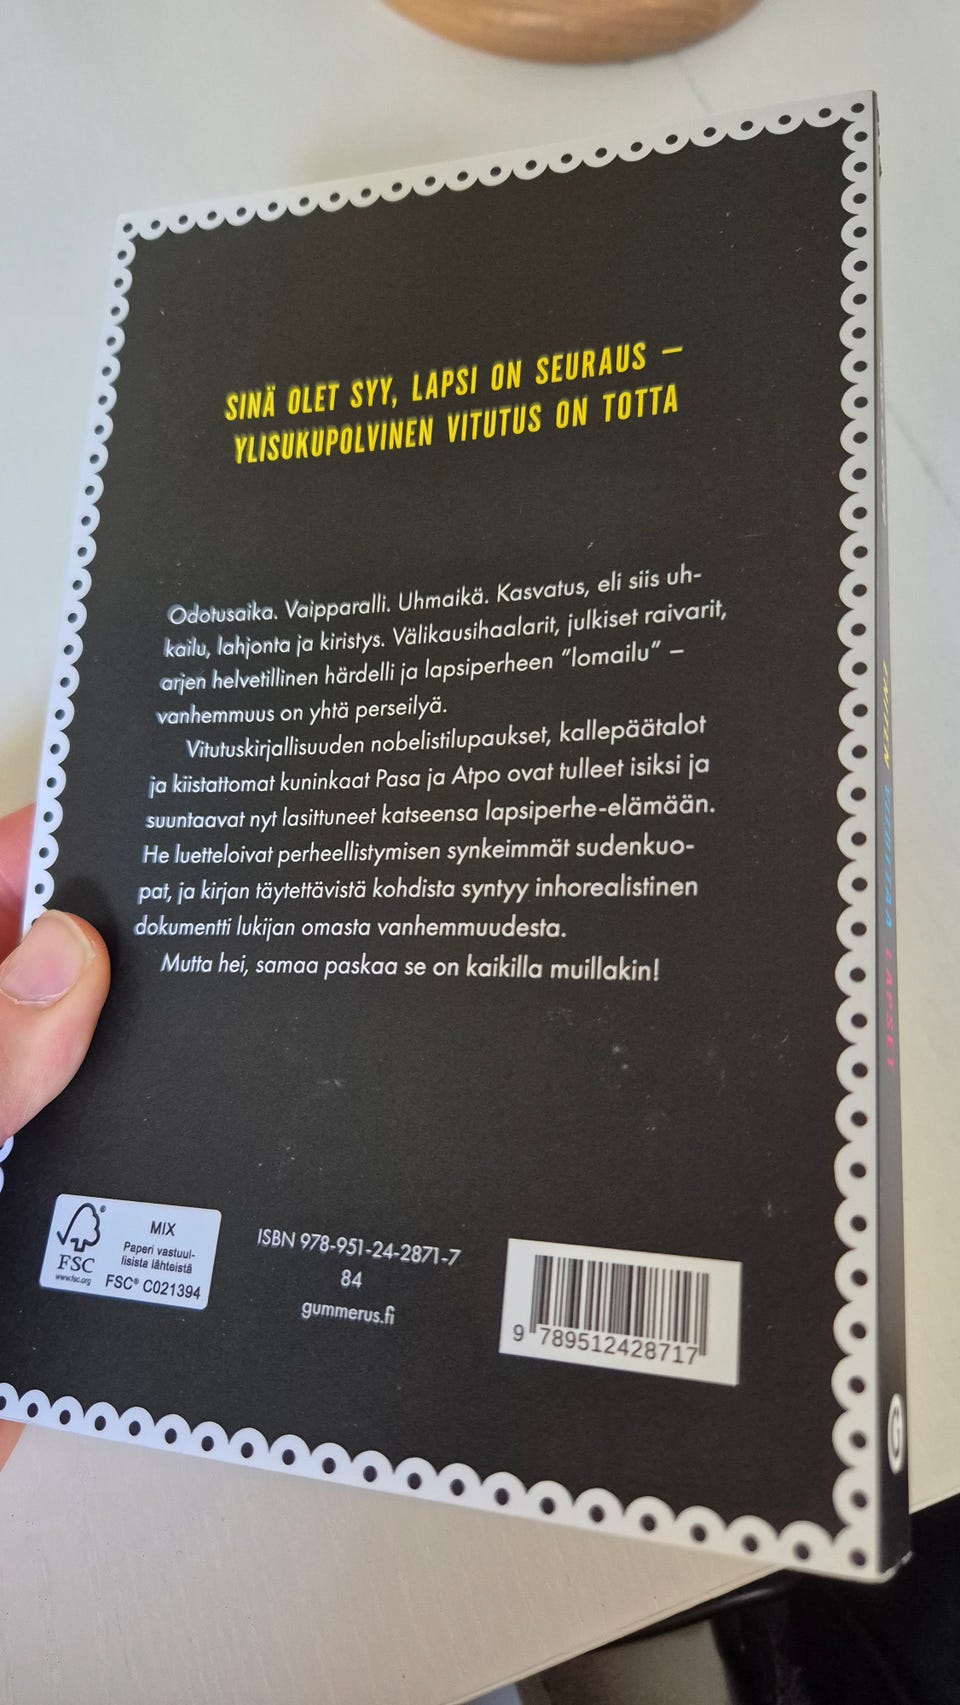 SINÄ OLET SYY, LAPSI ON SEURAUS –
YLISUKUPOLVINEN VITUTUS ON TOTTA
Odotusaika. Vaipparalli. Uhmaikä. Kasvatus, eli siis uh-
kailu, lahjonta ja kiristys. Välikausihaalarit, julkiset raivarit,
arjen helvetillinen härdelli ja lapsiperheen ”lomailu” –
vanhemmuus on yhtä perseilyä.
Vitutuskirjallisuuden nobelistilupaukset, kallepäätalot
ja kiistattomat kuninkaat Pasa ja Atpo ovat tulleet isiksi ja
suuntaavat nyt lasittuneet katseensa lapsiperhe-elämään.
He luetteloivat perheellistymisen synkeimmät sudenkuo-
pat, ja kirjan täytettävistä kohdista syntyy inhorealistinen
dokumentti lukijan omasta vanhemmuudesta.
Mutta hei, samaa paskaa se on kaikilla muillakin!
FSC
www.fsc.org
MIX
Paperi vastuul-
lisista lähteistä
FSC® C021394
ISBN 978-951-24-2871-7
84
gummerus.fi
9 789512428717
VITUTTAA LAPSET
G